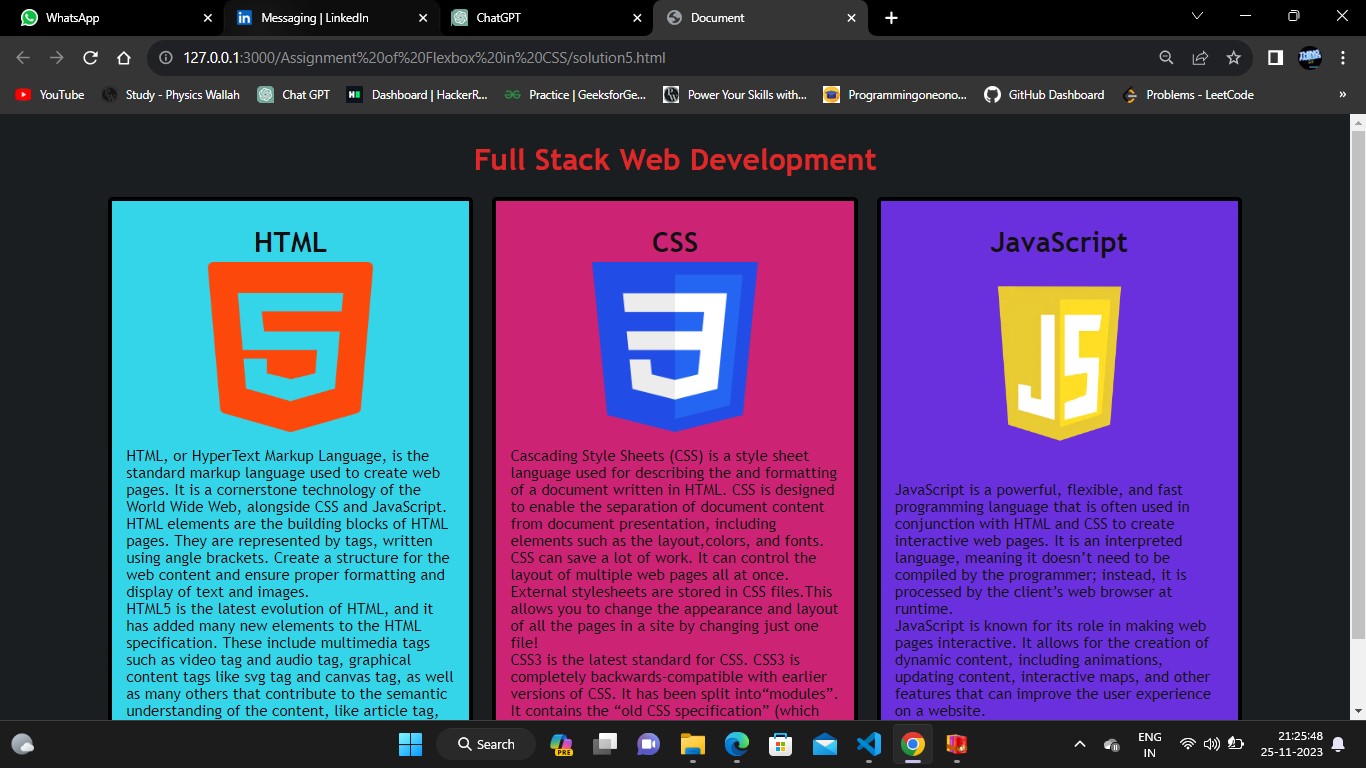 WhatsApp
Messaging | LinkedIn
ChatGPT
Document
127.0.0.1:3000/Assignment%20of%20Flexbox%20in%20CSS/solution5.html
YouTube
Study - Physics Wallah
Chat GPT
Dashboard | HackerR...
Practice | GeeksforGe...
Power Your Skills with...
Programmingoneono...
GitHub Dashboard
Problems - LeetCode
»
Full Stack Web Development
HTML
HTML, or HyperText Markup Language, is the
standard markup language used to create web
pages. It is a cornerstone technology of the
World Wide Web, alongside CSS and JavaScript.
HTML elements are the building blocks of HTML
pages. They are represented by tags, written
using angle brackets. Create a structure for the
web content and ensure proper formatting and
display of text and images.
HTML5 is the latest evolution of HTML, and it
has added many new elements to the HTML
specification. These include multimedia tags
such as video tag and audio tag, graphical
content tags like svg tag and canvas tag, as well
as many others that contribute to the semantic
understanding of the content, like article tag,
CSS
Cascading Style Sheets (CSS) is a style sheet
language used for describing the and formatting
of a document written in HTML. CSS is designed
to enable the separation of document content
from document presentation, including
elements such as the layout,colors, and fonts.
CSS can save a lot of work. It can control the
layout of multiple web pages all at once.
External stylesheets are stored in CSS files.This
allows you to change the appearance and layout
of all the pages in a site by changing just one
file!
CSS3 is the latest standard for CSS. CSS3 is
completely backwards-compatible with earlier
versions of CSS. It has been split into“modules”.
It contains the “old CSS specification” (which
JavaScript
JS
JavaScript is a powerful, flexible, and fast
programming language that is often used in
conjunction with HTML and CSS to create
interactive web pages. It is an interpreted
language, meaning it doesn’t need to be
compiled by the programmer; instead, it is
processed by the client’s web browser at
runtime.
JavaScript is known for its role in making web
pages interactive. It allows for the creation of
dynamic content, including animations,
updating content, interactive maps, and other
features that can improve the user experience
on a website.
Search
PRE
ENG
IN
21:25:48
25-11-2023